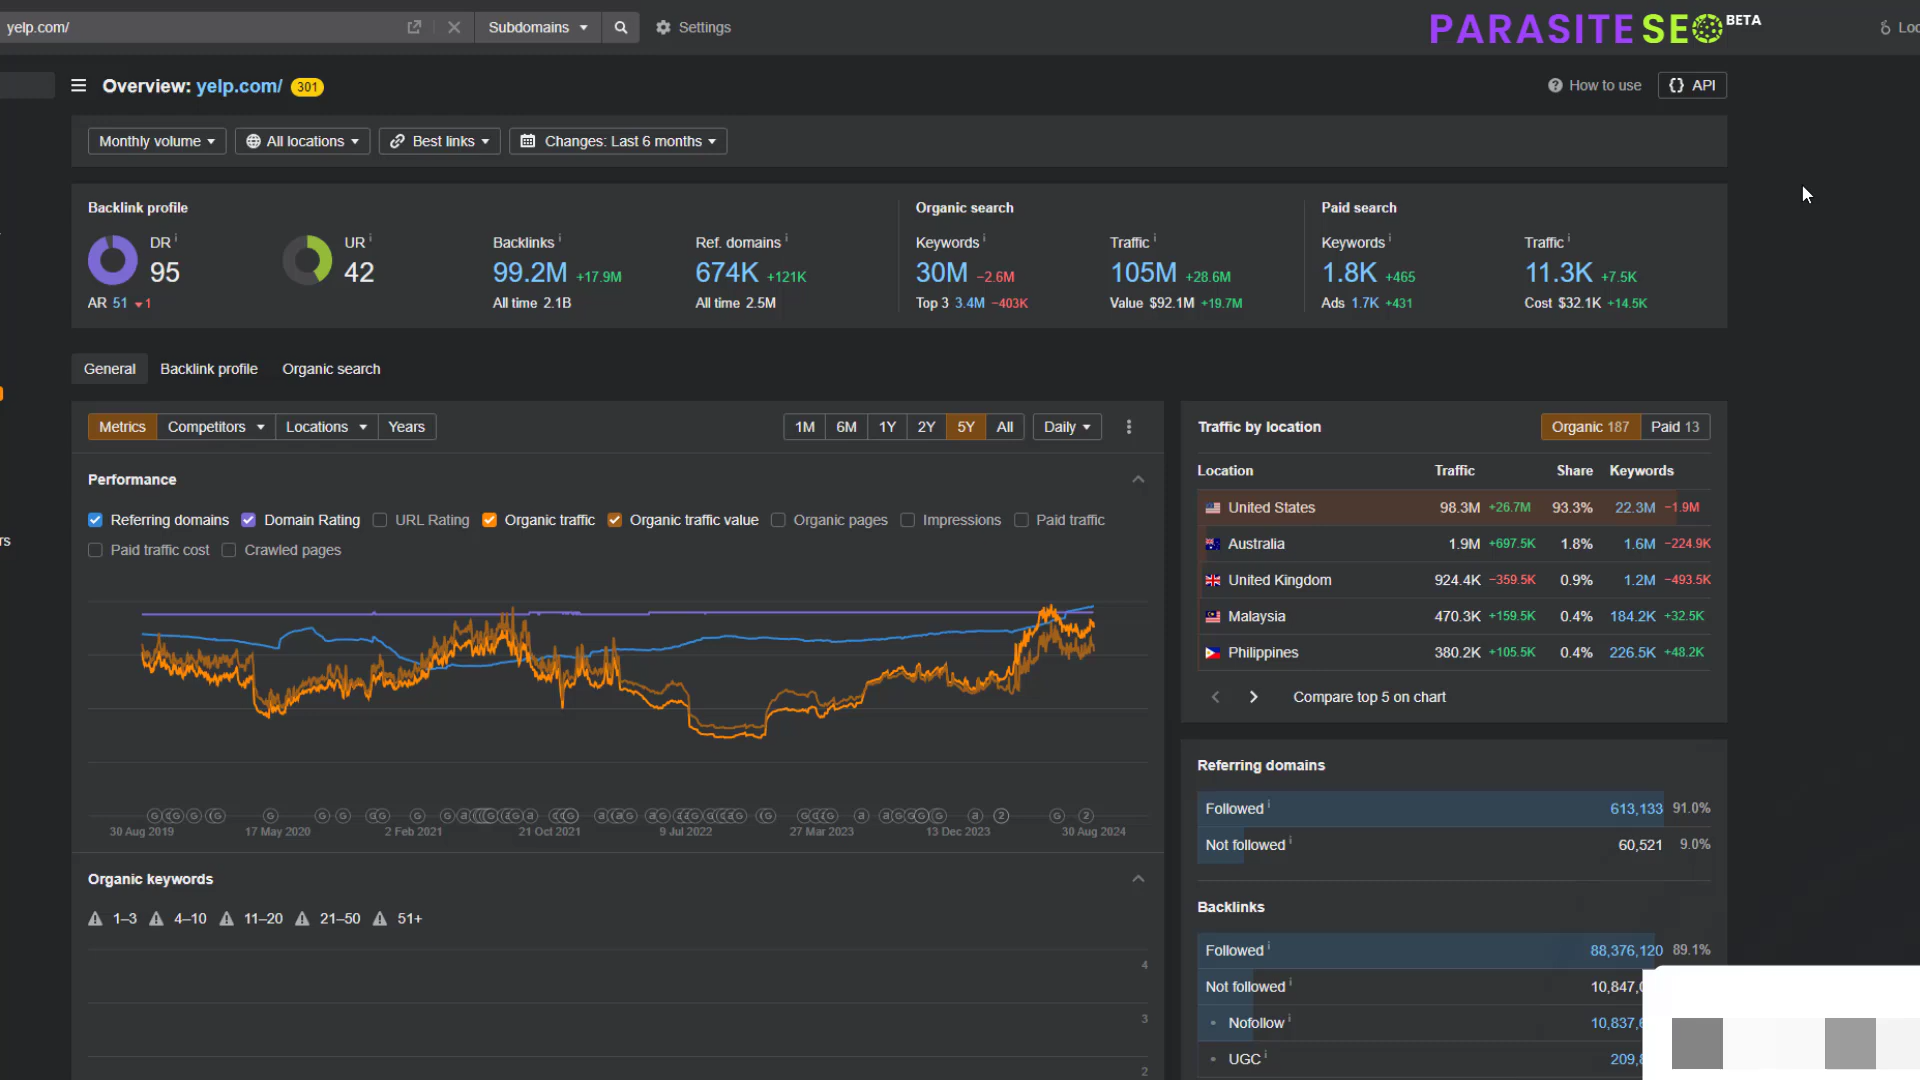 yelp.com/
Subdomains
Settings
PARASITE SEO BETA
Overview: yelp.com/ 301
How to use
{} API
Monthly volume
All locations
Best links
Changes: Last 6 months
Backlink profile
DR i
95
AR 51 1
UR i
42
Backlinks i
99.2M +17.9M
All time 2.1B
Ref. domains i
674K +121K
All time 2.5M
Organic search
Keywords i
30M −2.6M
Top 3 3.4M −403K
Traffic i
105M +28.6M
Value $92.1M +19.7M
Paid search
Keywords i
1.8K +465
Ads 1.7K +431
Traffic i
11.3K +7.5K
Cost $32.1K +14.5K
General Backlink profile Organic search
Metrics Competitors Locations Years
1M 6M 1Y 2Y 5Y All Daily
Performance
Referring domains Domain Rating URL Rating Organic traffic Organic traffic value Organic pages Impressions Paid traffic
Paid traffic cost Crawled pages
30 Aug 2019 17 May 2020 2 Feb 2021 21 Oct 2021 9 Jul 2022 27 Mar 2023 13 Dec 2023 30 Aug 2024
Organic keywords
1–3 4–10 11–20 21–50 51+
4
3
2
Traffic by location
Organic 187 Paid 13
Location Traffic Share Keywords
United States 98.3M +26.7M 93.3% 22.3M −1.9M
Australia 1.9M +697.5K 1.8% 1.6M −224.9K
United Kingdom 924.4K −359.5K 0.9% 1.2M −493.5K
Malaysia 470.3K +159.5K 0.4% 184.2K +32.5K
Philippines 380.2K +105.5K 0.4% 226.5K +48.2K
Compare top 5 on chart
Referring domains
Followed i 613,133 91.0%
Not followed i 60,521 9.0%
Backlinks
Followed i 88,376,120 89.1%
Not followed i 10,847,
Nofollow i 10,837,
UGC i 209,